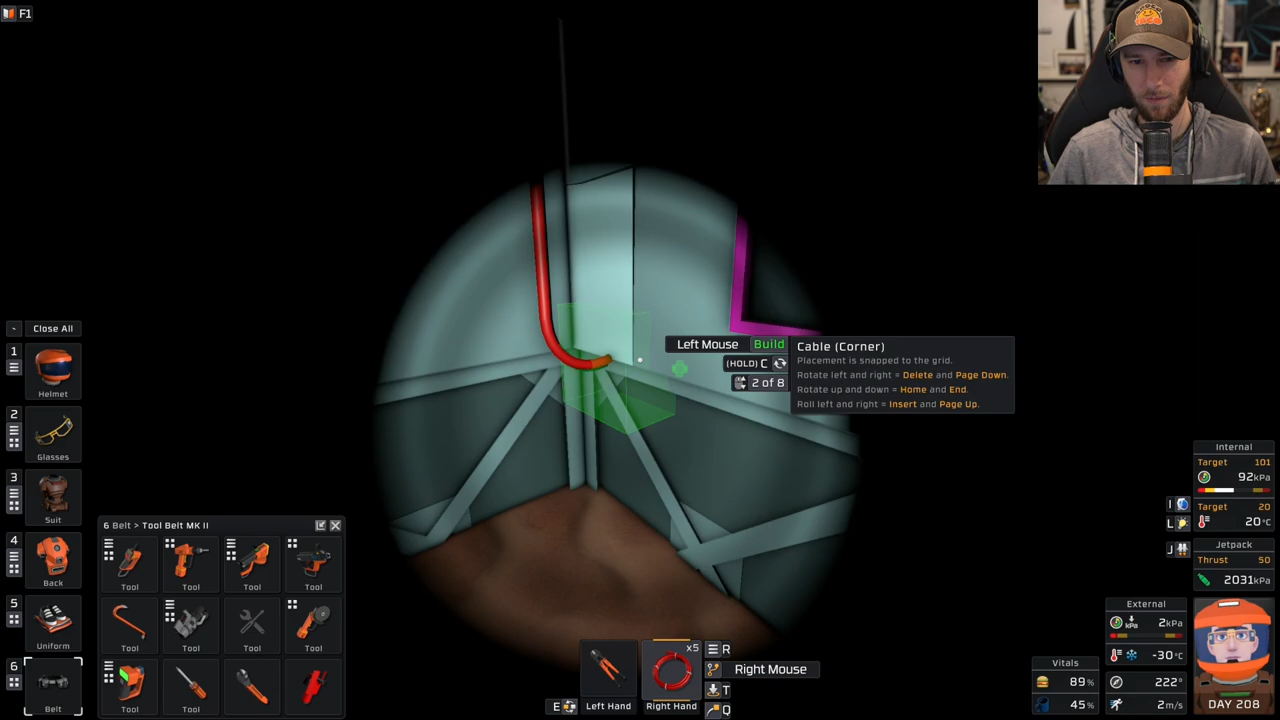 F1
~ Close All
1
Helmet
2
Glasses
3
Suit
4
Back
5
Uniform
6
Belt
6 Belt > Tool Belt MK II
Tool Tool Tool Tool
Tool Tool Tool Tool
Tool Tool Tool Tool
Left Mouse Build
(HOLD) C
2 of 8
Cable (Corner)
Placement is snapped to the grid.
Rotate left and right = Delete and Page Down.
Rotate up and down = Home and End.
Roll left and right = Insert and Page Up.
x5
R
Right Mouse
T
E Left Hand Right Hand Q
Internal
Target 101
92kPa
Target 20
20°C
I
L
Jetpack
J
Thrust 50
2031kPa
External
kPa 2kPa
-30°C
222°
2m/s
Vitals
89%
45%
DAY 208